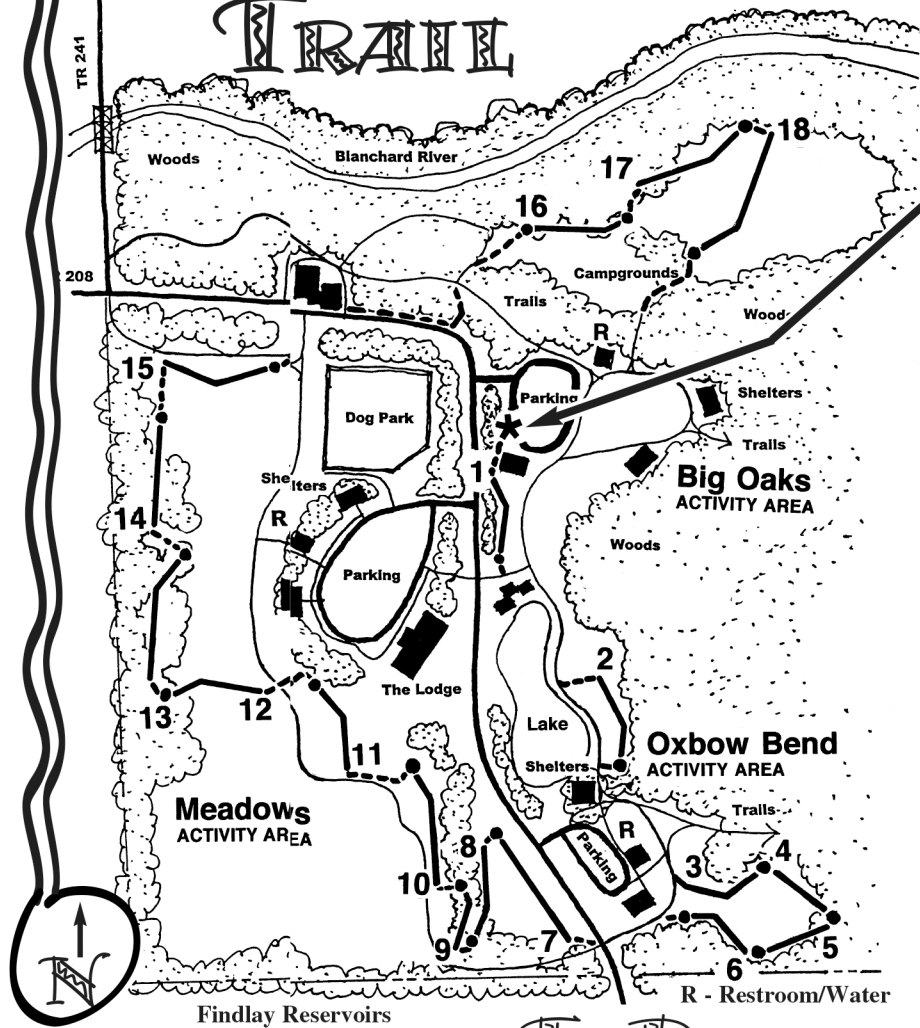 TRAIL
TR 241
18
Woods
Blanchard River
17
16
208
Campgrounds
Trails
Woods
R
15
Parking
Shelters
Dog Park
Trails
1
Big Oaks
ACTIVITY AREA
Shelters
14
R
Woods
Parking
2
The Lodge
13
12
Lake
Oxbow Bend
ACTIVITY AREA
11
Shelters
Meadows
ACTIVITY AREA
Trails
8
R
Parking
3
4
10
9
7
5
6
N
R - Restroom/Water
Findlay Reservoirs